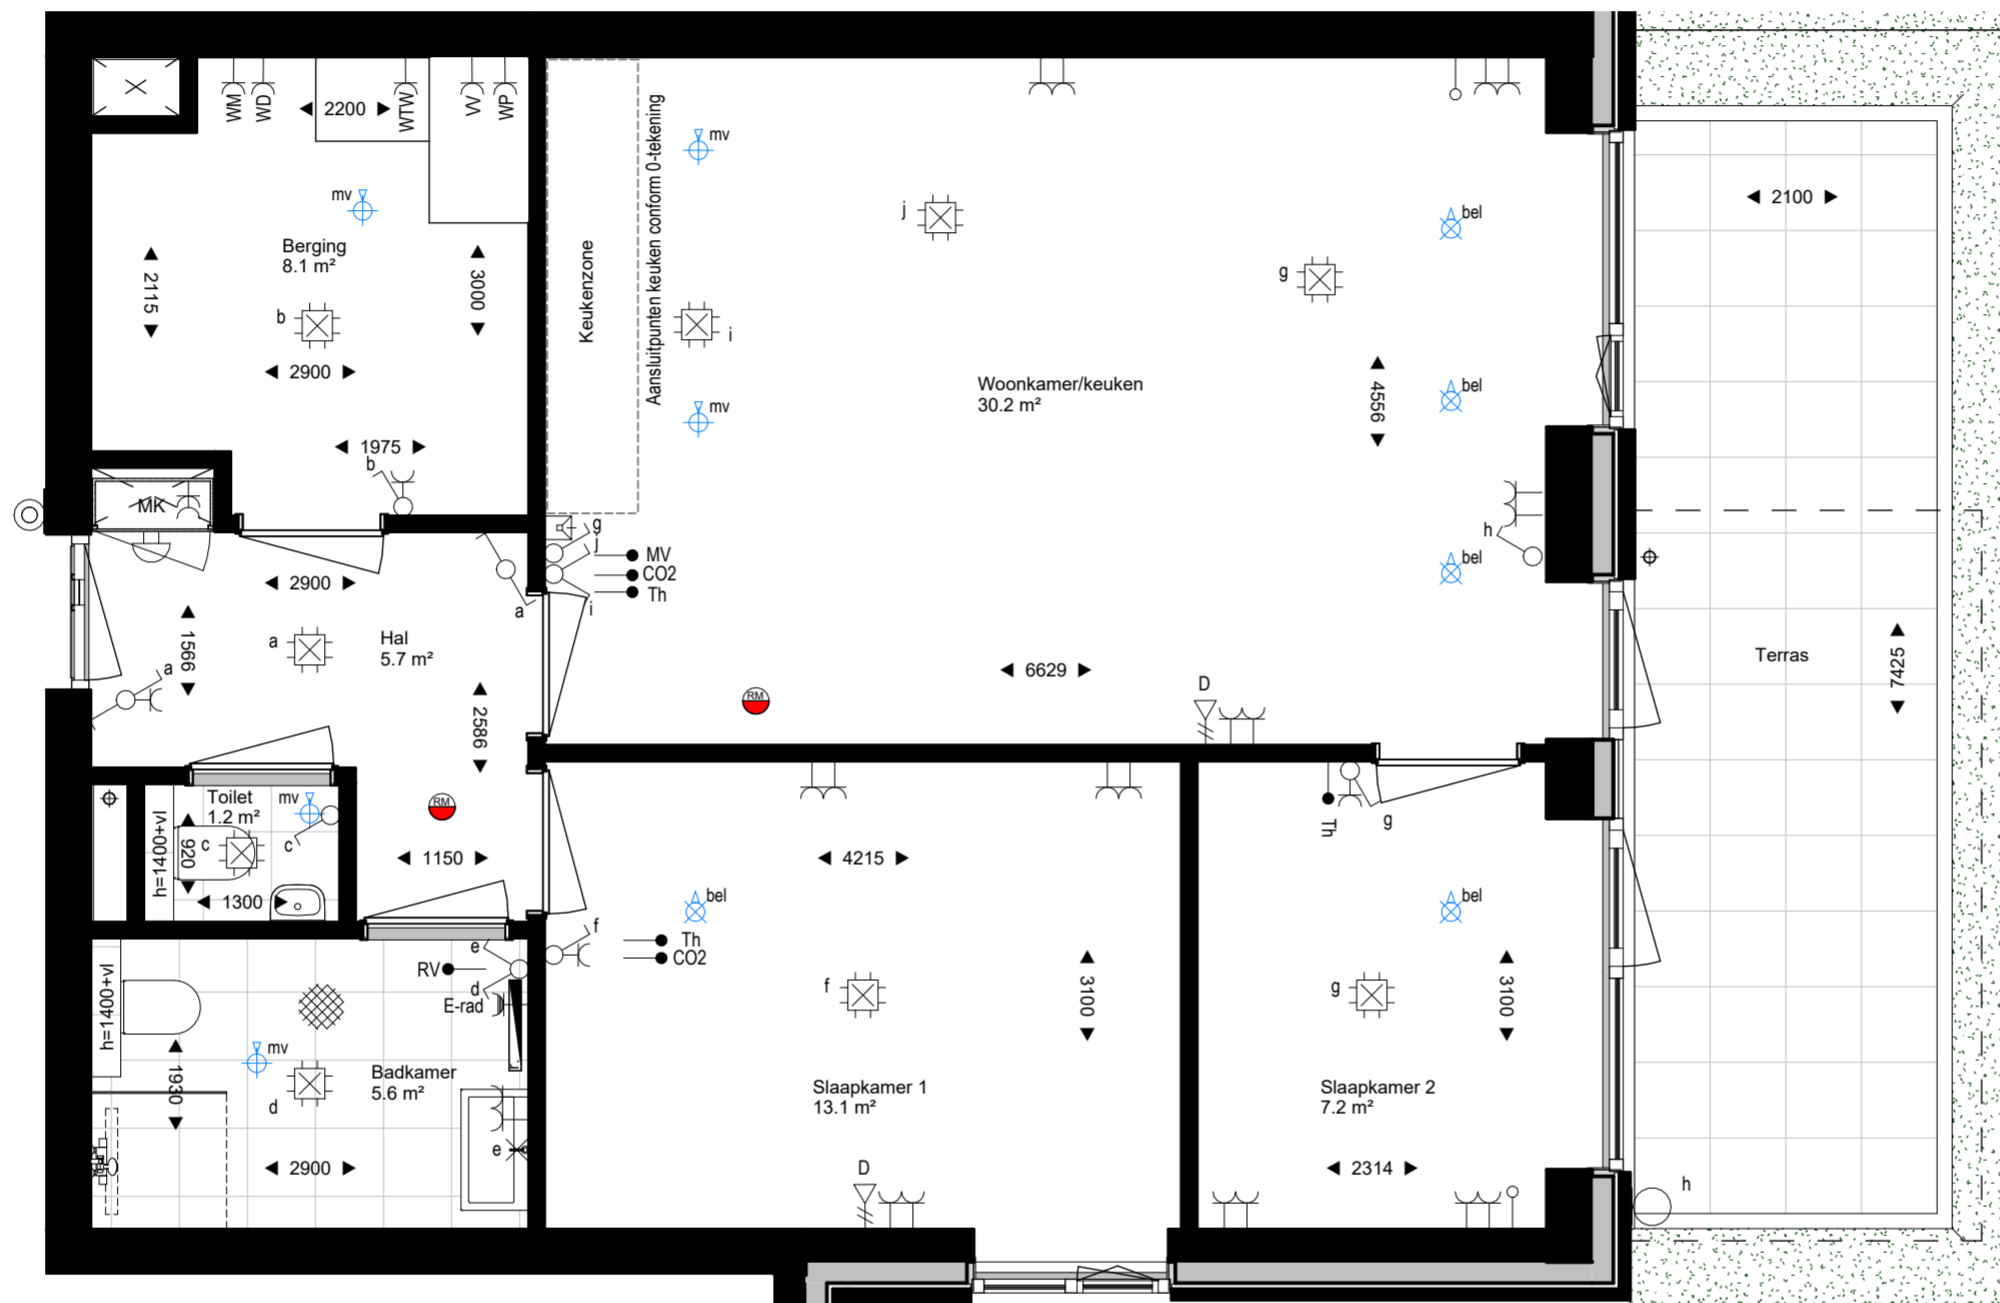 WM
WD
2200
WTW
VV
WP
mv
Berging
8.1 m²
2115
3000
b
2900
1975
b
MK
Keukenzone
Aansluitpunten keuken conform 0-tekening
mv
j
g
i
mv
Woonkamer/keuken
30.2 m²
4556
bel
bel
bel
h
g
j
i
MV
CO2
Th
RM
6629
D
2100
Terras
7425
h
2900
a
1566
a
Hal
5.7 m²
a
2586
RM
1150
Toilet
1.2 m²
mv
h=1400+vl
920
c
c
1300
e
RV
d
E-rad
h=1400+vl
mv
1930
d
Badkamer
5.6 m²
e
2900
4215
bel
f
Th
CO2
f
3100
Slaapkamer 1
13.1 m²
D
Th
g
bel
g
3100
Slaapkamer 2
7.2 m²
2314